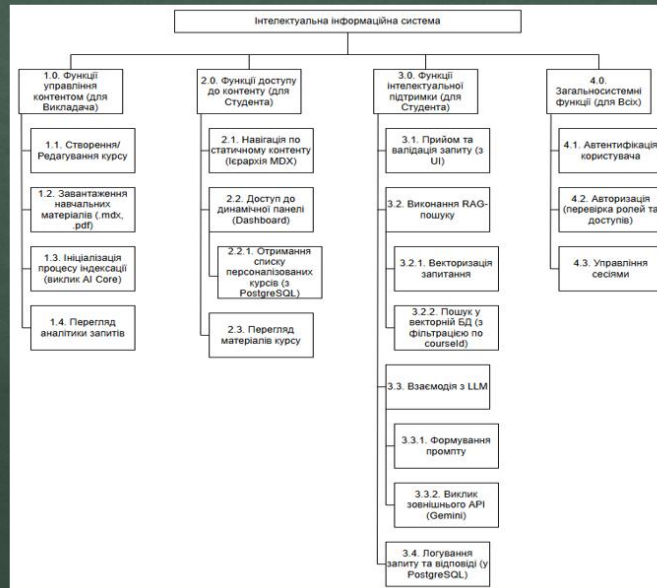 Інтелектуальна інформаційна система
1.0. Функції
управління
контентом (для
Викладача)
1.1. Створення/
Редагування курсу
1.2. Завантаження
навчальних
матеріалів (.mdx,
.pdf)
1.3. Ініціалізація
процесу індексації
(виклик AI Core)
1.4. Перегляд
аналітики запитів
2.0. Функції доступу
до контенту (для
Студента)
2.1. Навігація по
статичному контенту
(Ієрархія MDX)
2.2. Доступ до
динамічної панелі
(Dashboard)
2.2.1. Отримання
списку
персоналізованих
курсів (з
PostgreSQL)
2.3. Перегляд
матеріалів курсу
3.0. Функції
інтелектуальної
підтримки (для
Студента)
3.1. Прийом та
валідація запиту (з
UI)
3.2. Виконання RAG-
пошуку
3.2.1. Векторизація
запитання
3.2.2. Пошук у
векторній БД (з
фільтрацією по
courseId)
3.3. Взаємодія з LLM
3.3.1. Формування
промпту
3.3.2. Виклик
зовнішнього API
(Gemini)
3.4. Логування
запиту та відповіді (у
PostgreSQL)
4.0.
Загальносистемні
функції (для Всіх)
4.1. Автентифікація
користувача
4.2. Авторизація
(перевірка ролей та
доступів)
4.3. Управління
сесіями